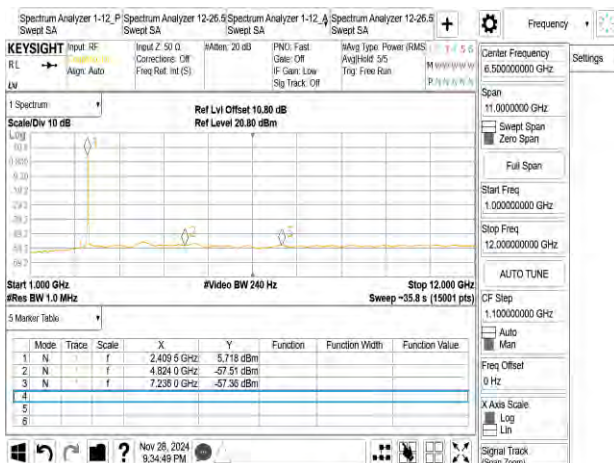 Spectrum Analyzer 1-12_P Spectrum Analyzer 12-26.5 Spectrum Analyzer 1-12_A Spectrum Analyzer 12-26.5
Swept SA Swept SA Swept SA Swept SA
Frequency
Settings
KEYSIGHT Input: RF Input Z: 50 Ω #Atten: 20 dB PNO: Fast #Avg Type: Power (RMS)
RL Corrections: Off Gate: Off Avg|Hold: 5/5
Align: Auto Freq Ref: Int (S) IF Gain: Low Trig: Free Run
Sig Track: Off
LW
1 Spectrum
Ref Lvl Offset 10.80 dB
Scale/Div 10 dB Ref Level 20.80 dBm
Log
Start 1.000 GHz #Video BW 240 Hz Stop 12.000 GHz
#Res BW 1.0 MHz Sweep ~35.8 s (15001 pts)
5 Marker Table
Mode Trace Scale X Y Function Function Width Function Value
1 N f 2.409 5 GHz 5.718 dBm
2 N f 4.824 0 GHz -57.51 dBm
3 N f 7.236 0 GHz -57.36 dBm
4
5
6
Nov 28, 2024
9:34:49 PM
Center Frequency
6.500000000 GHz
Span
11.0000000 GHz
Swept Span
Zero Span
Full Span
Start Freq
1.000000000 GHz
Stop Freq
12.000000000 GHz
AUTO TUNE
CF Step
1.100000000 GHz
Auto
Man
Freq Offset
0 Hz
X Axis Scale
Log
Lin
Signal Track
(Span Zoom)